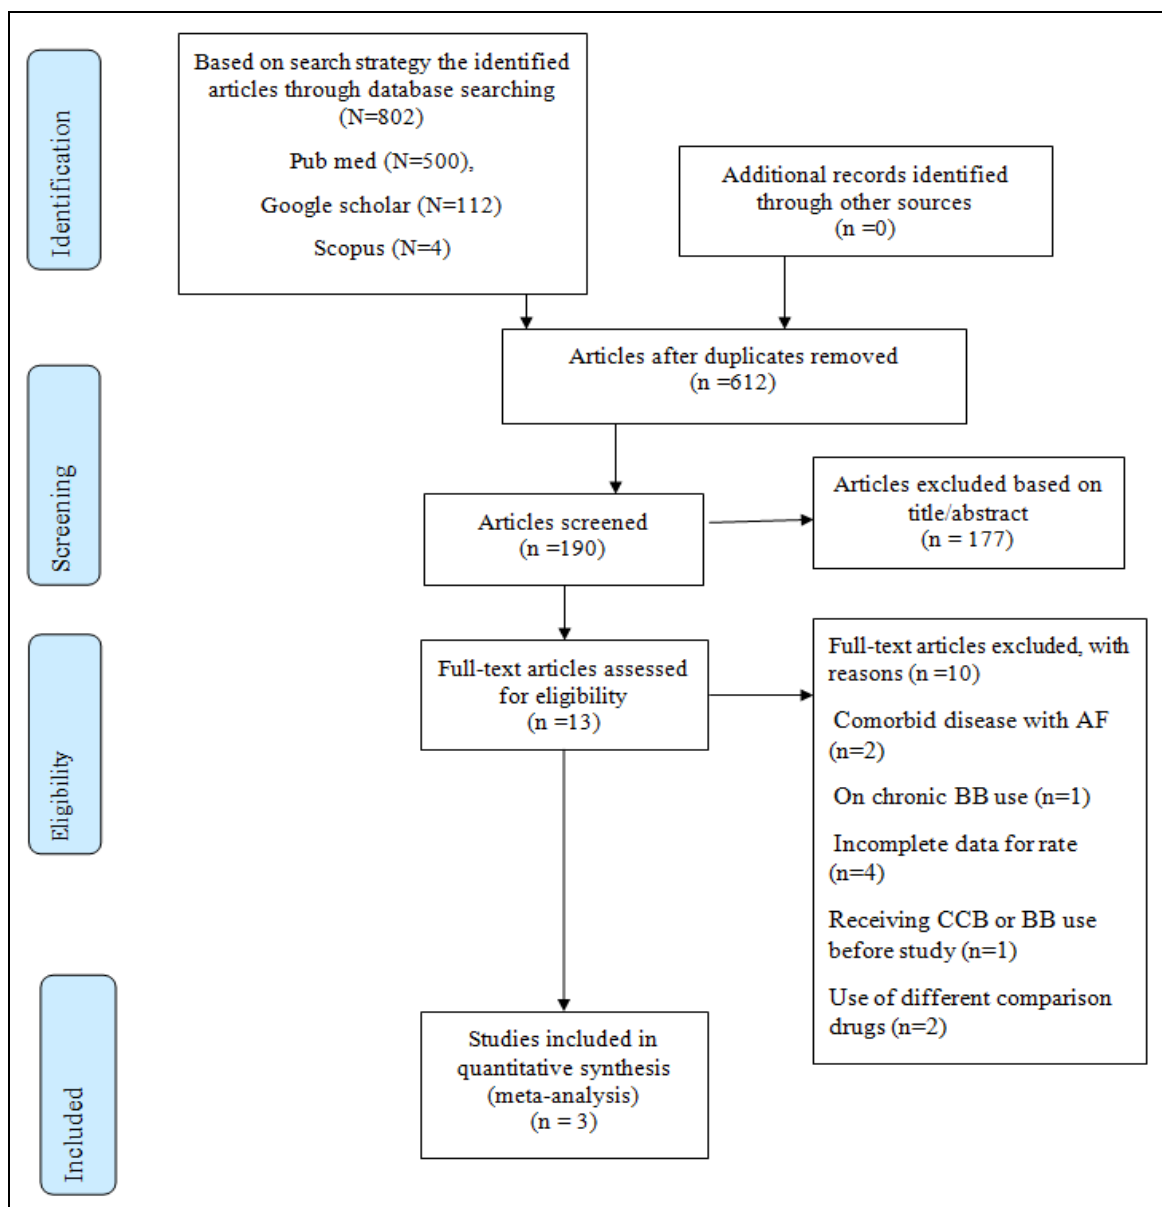 Identification
Based on search strategy the identified
articles through database searching
(N=802)
Pub med (N=500),
Google scholar (N=112)
Scopus (N=4)
Additional records identified
through other sources
(n =0)
Articles after duplicates removed
(n =612)
Screening
Articles screened
(n =190)
Articles excluded based on
title/abstract
(n = 177)
Eligibility
Full-text articles assessed
for eligibility
(n =13)
Full-text articles excluded, with
reasons (n =10)
Comorbid disease with AF
(n=2)
On chronic BB use (n=1)
Incomplete data for rate
(n=4)
Receiving CCB or BB use
before study (n=1)
Use of different comparison
drugs (n=2)
Included
Studies included in
quantitative synthesis
(meta-analysis)
(n = 3)